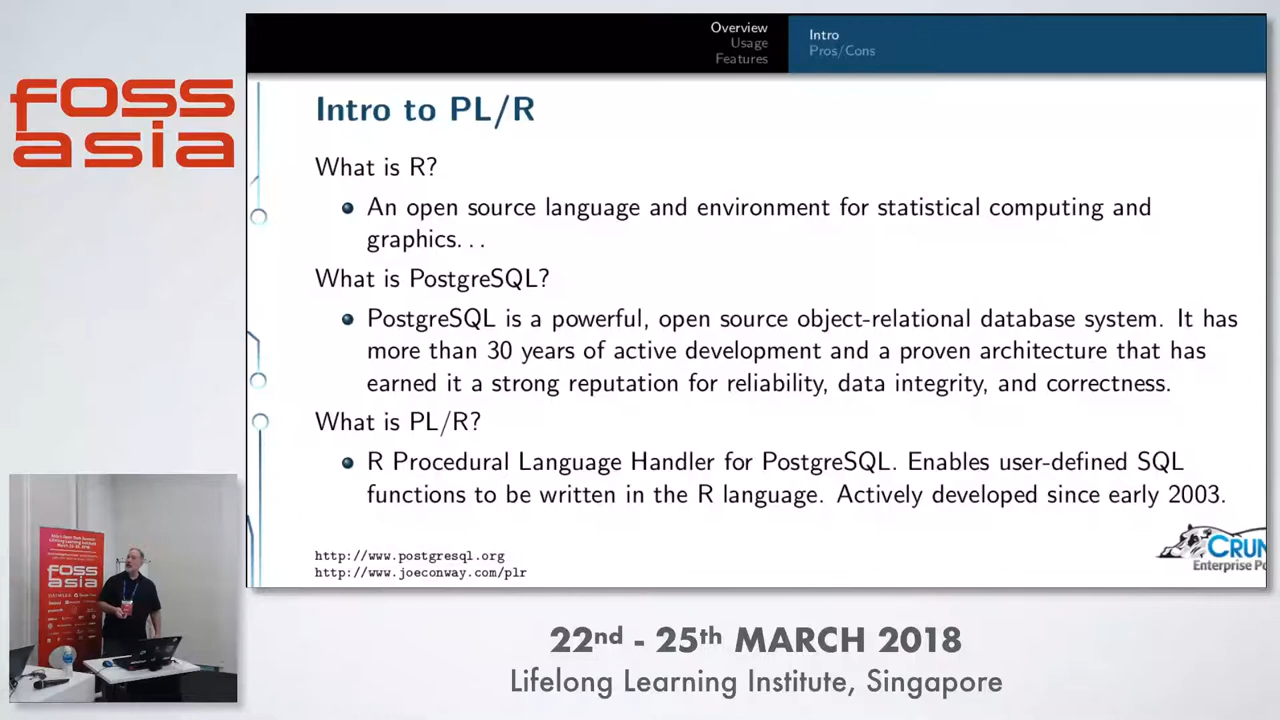 foss
asia
Overview
Usage
Features
Intro
Pros/Cons
Intro to PL/R
What is R?
An open source language and environment for statistical computing and
graphics. . .
What is PostgreSQL?
PostgreSQL is a powerful, open source object-relational database system. It has
more than 30 years of active development and a proven architecture that has
earned it a strong reputation for reliability, data integrity, and correctness.
What is PL/R?
R Procedural Language Handler for PostgreSQL. Enables user-defined SQL
functions to be written in the R language. Actively developed since early 2003.
http://www.postgresql.org
http://www.joeconway.com/plr
CRUN
Enterprise Po
foss
asia
22nd - 25th MARCH 2018
Lifelong Learning Institute, Singapore